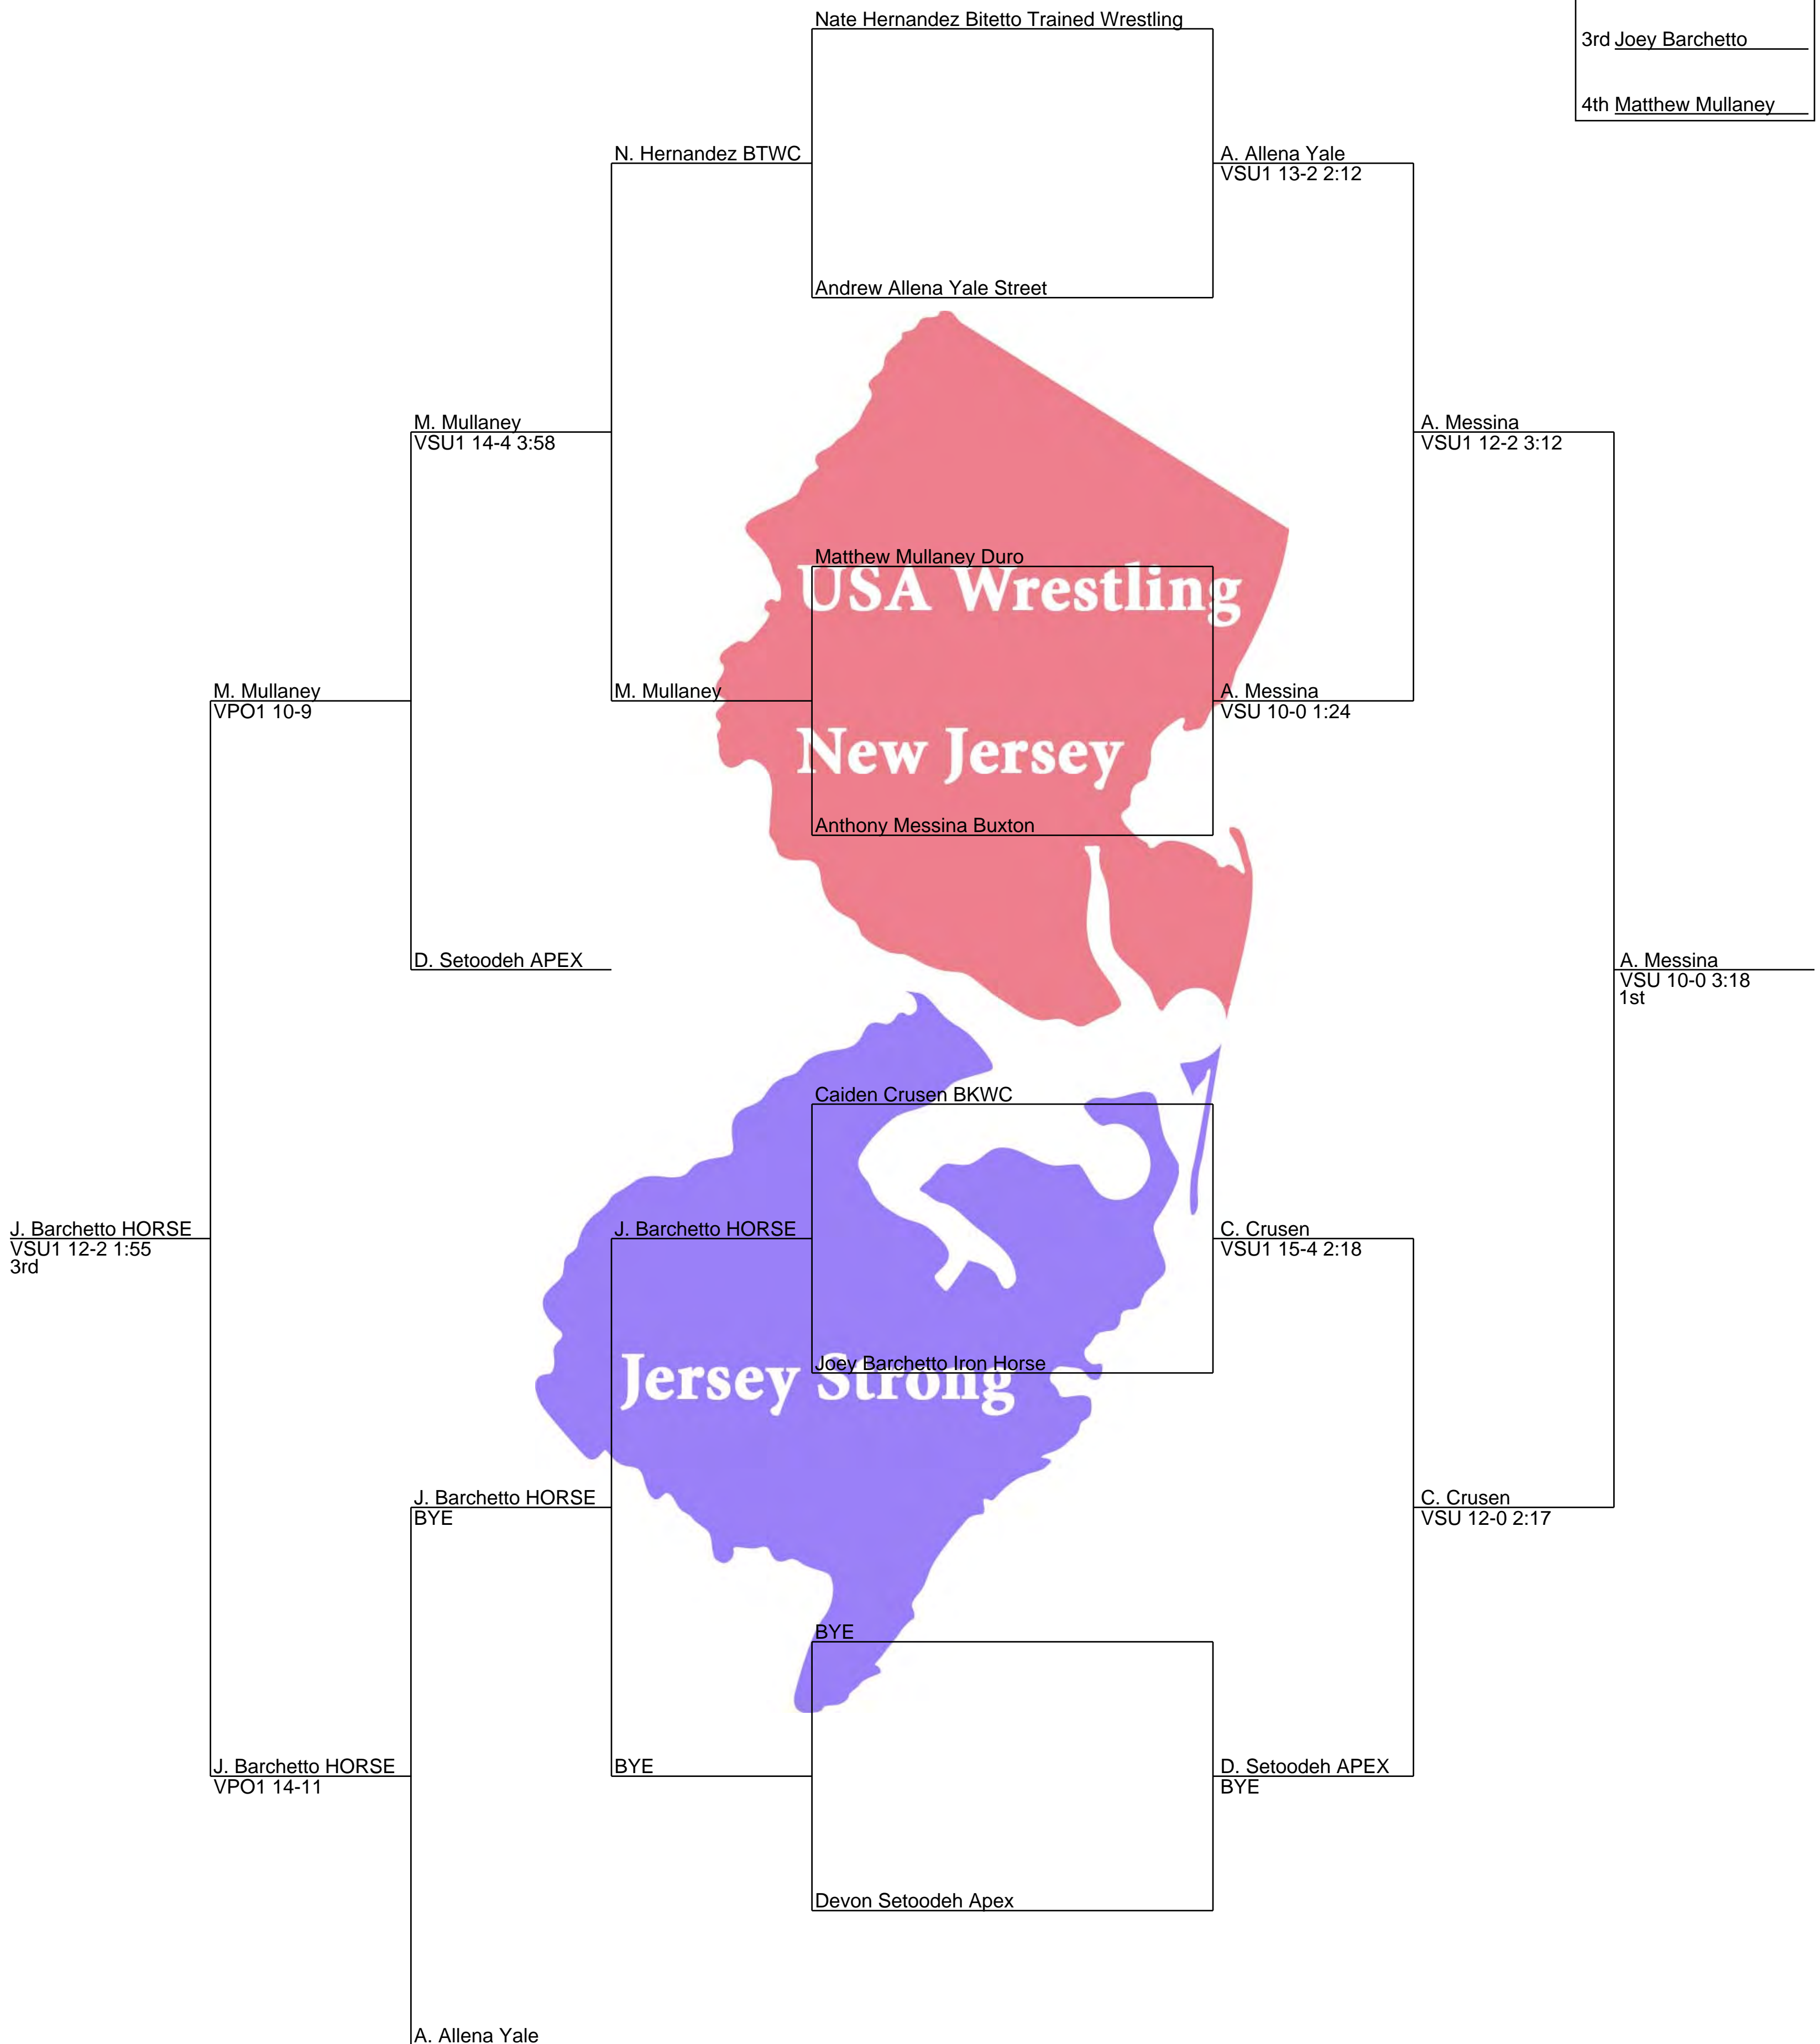 Nate Hernandez Bitetto Trained Wrestling
3rd Joey Barchetto
4th Matthew Mullaney
N. Hernandez BTWC
A. Allena Yale
VSU1 13-2 2:12
Andrew Allena Yale Street
M. Mullaney
VSU1 14-4 3:58
A. Messina
VSU1 12-2 3:12
Matthew Mullaney Duro
USA Wrestling
M. Mullaney
VPO1 10-9
M. Mullaney
A. Messina
VSU 10-0 1:24
New Jersey
Anthony Messina Buxton
D. Setoodeh APEX
A. Messina
VSU 10-0 3:18
1st
Caiden Crusen BKWC
J. Barchetto HORSE
VSU1 12-2 1:55
3rd
J. Barchetto HORSE
C. Crusen
VSU1 15-4 2:18
Joey Barchetto Iron Horse
Jersey Strong
J. Barchetto HORSE
BYE
C. Crusen
VSU 12-0 2:17
BYE
J. Barchetto HORSE
VPO1 14-11
BYE
D. Setoodeh APEX
BYE
Devon Setoodeh Apex
A. Allena Yale